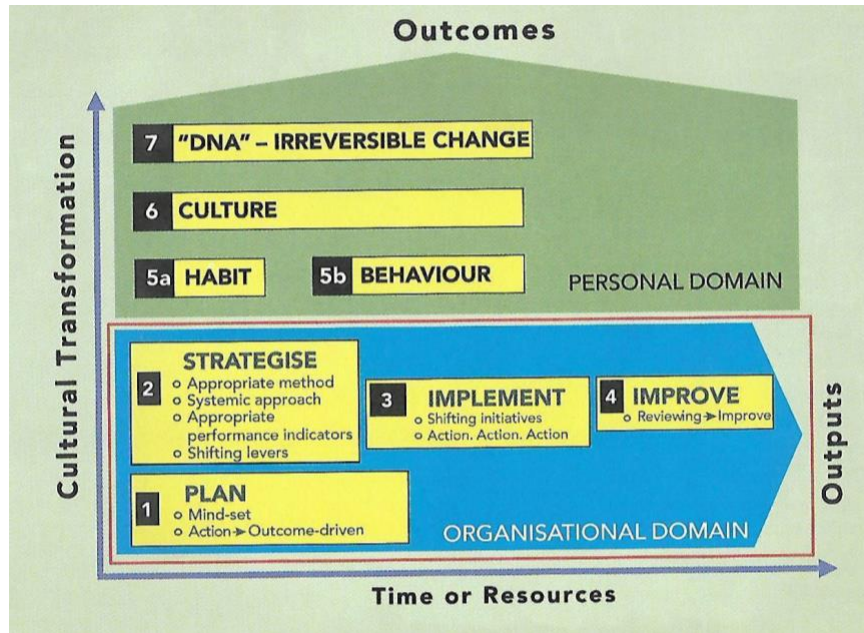 Outcomes
Cultural Transformation
7 "DNA" – IRREVERSIBLE CHANGE
6 CULTURE
5a HABIT
5b BEHAVIOUR
PERSONAL DOMAIN
2 STRATEGISE
o Appropriate method
o Systemic approach
o Appropriate
performance indicators
o Shifting levers
3 IMPLEMENT
o Shifting initiatives
o Action. Action. Action
4 IMPROVE
o Reviewing➔Improve
1 PLAN
o Mind-set
o Action➔Outcome-driven
ORGANISATIONAL DOMAIN
Outputs
Time or Resources